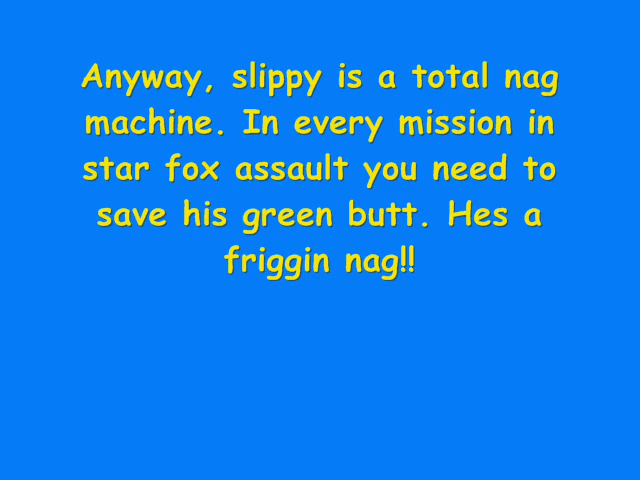 Anyway, slippy is a total nag
machine. In every mission in
star fox assault you need to
save his green butt. Hes a
friggin nag!!